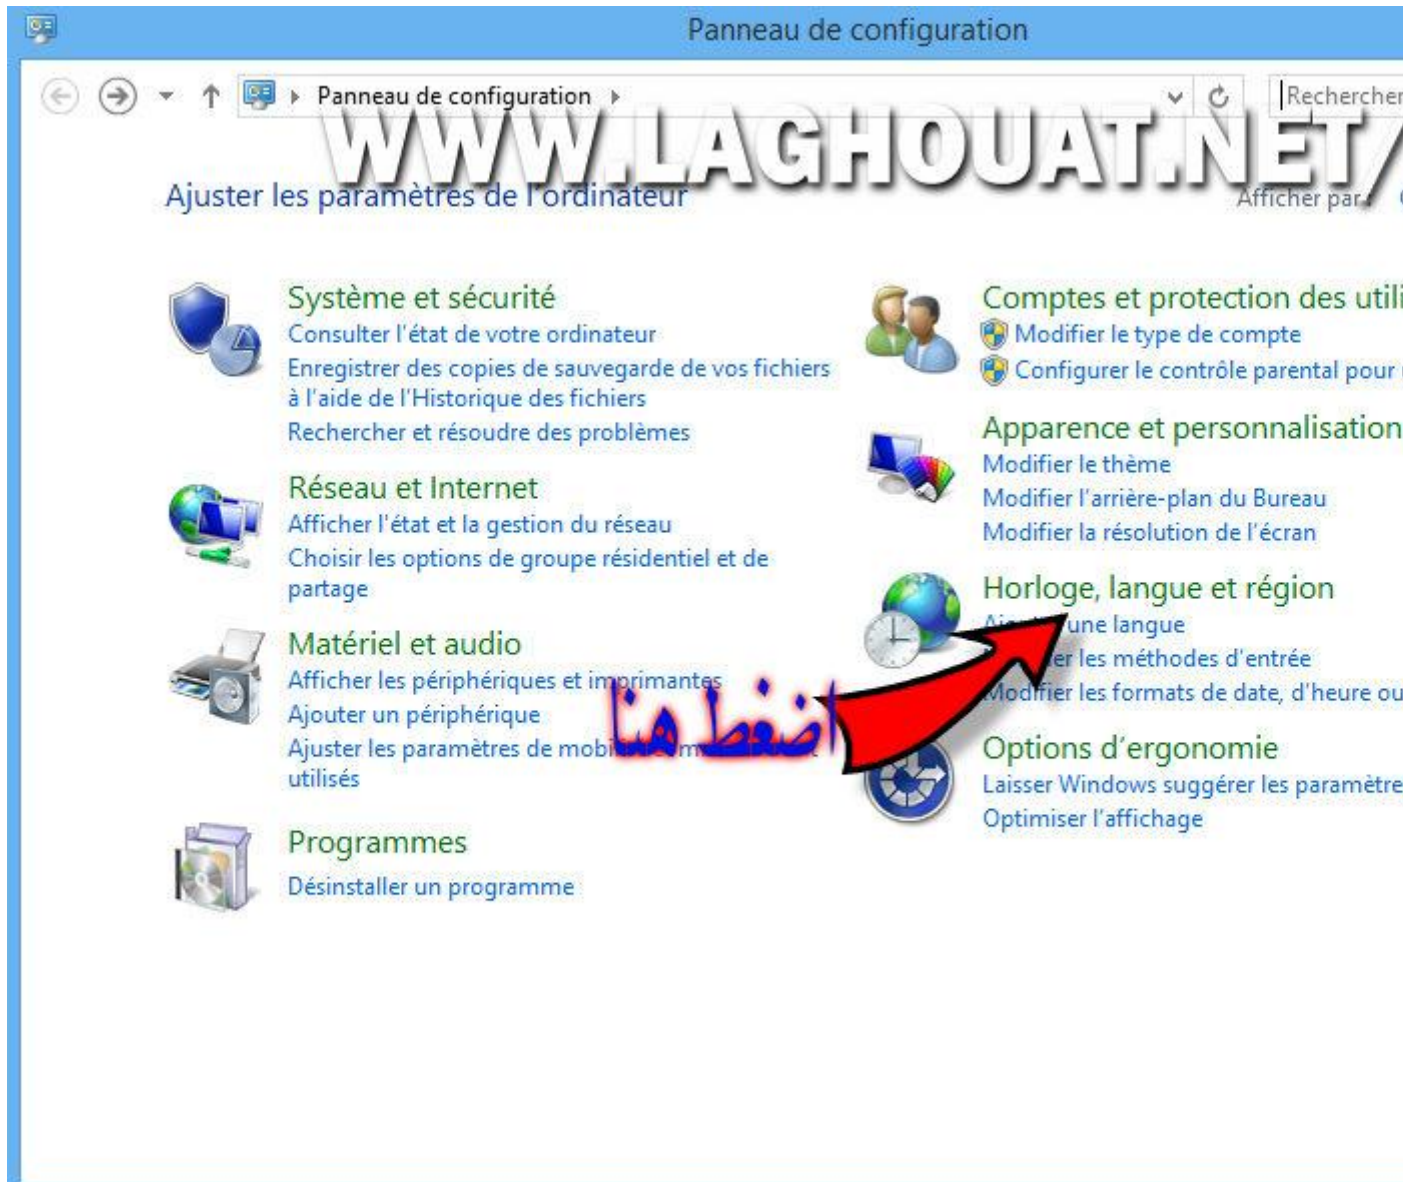 Panneau de configuration
Panneau de configuration
Rechercher
WWW.LAGHOUAT.NET/
Ajuster les paramètres de l'ordinateur
Afficher par :
Système et sécurité
Consulter l'état de votre ordinateur
Enregistrer des copies de sauvegarde de vos fichiers
à l'aide de l'Historique des fichiers
Rechercher et résoudre des problèmes
Réseau et Internet
Afficher l'état et la gestion du réseau
Choisir les options de groupe résidentiel et de
partage
Matériel et audio
Afficher les périphériques et imprimantes
Ajouter un périphérique
Ajuster les paramètres de
utilisés
Programmes
Désinstaller un programme
Comptes et protection des
Modifier le type de compte
Configurer le contrôle parental pour
Apparence et personnalisation
Modifier le thème
Modifier l'arrière-plan du Bureau
Modifier la résolution de l'écran
Horloge, langue et région
une langue
les méthodes d'entrée
Modifier les formats de date, d'heure ou
اضغط هنا
Options d'ergonomie
Laisser Windows suggérer les
Optimiser l'affichage